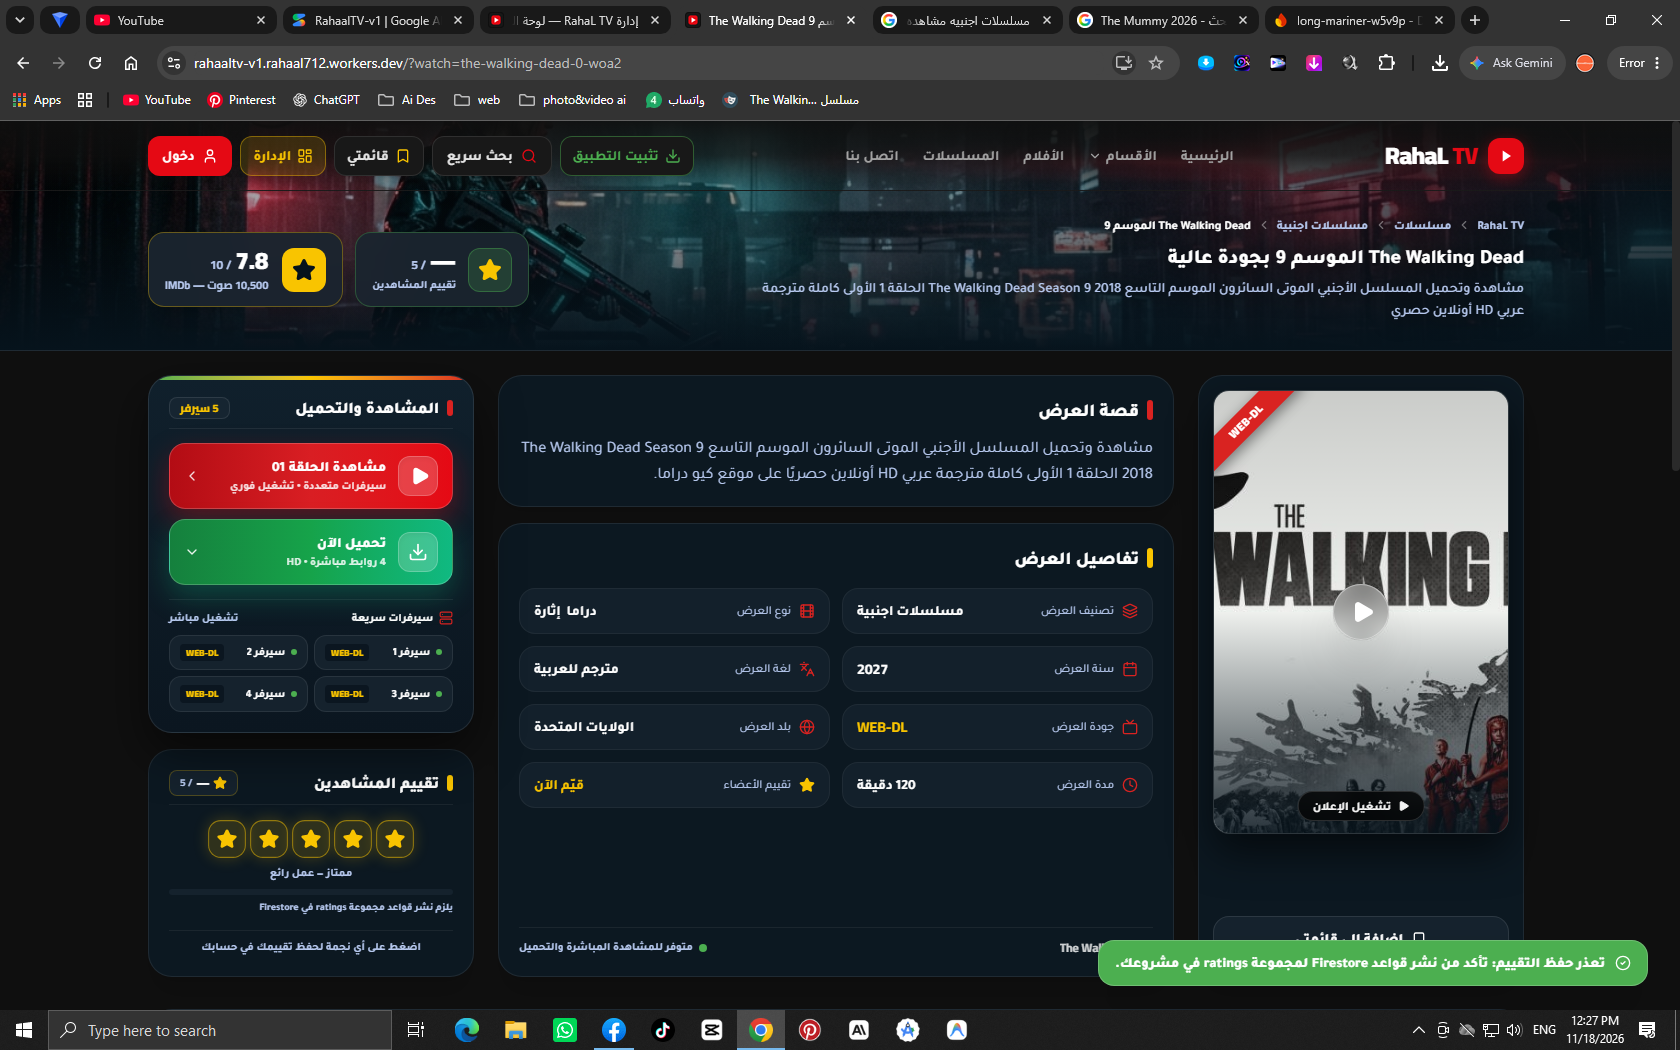 YouTube
RahaalTV-v1 | Google A
إدارة RahaL TV — لوحة ال
The Walking Dead الموسم 9
مسلسلات اجنبيه مشاهده
The Mummy 2026 - بحث
long-mariner-w5v9p - D
rahaaltv-v1.rahaal712.workers.dev/?watch=the-walking-dead-0-woa2
Ask Gemini
Error
Apps
YouTube
Pinterest
ChatGPT
Ai Des
web
photo&video ai
4
واتساب
مسلسل The Walkin...
RahaL TV
الرئيسية
الأقسام
الأفلام
المسلسلات
اتصل بنا
تثبيت التطبيق
بحث سريع
قائمتي
الإدارة
دخول
RahaL TV
مسلسلات
مسلسلات اجنبية
The Walking Dead الموسم 9
The Walking Dead الموسم 9 بجودة عالية
مشاهدة وتحميل المسلسل الأجنبي الموتى السائرون الموسم التاسع The Walking Dead Season 9 2018 الحلقة 1 الأولى كاملة مترجمة
عربي HD أونلاين حصري
— / 5
تقييم المشاهدين
7.8 / 10
10,500 صوت — IMDb
WEB-DL
THE
WALKING
تشغيل الإعلان
إضافة إلى قائمتي
قصة العرض
مشاهدة وتحميل المسلسل الأجنبي الموتى السائرون الموسم التاسع The Walking Dead Season 9
2018 الحلقة 1 الأولى كاملة مترجمة عربي HD أونلاين حصريًا على موقع كيو دراما.
تفاصيل العرض
تصنيف العرض
مسلسلات اجنبية
نوع العرض
دراما إثارة
سنة العرض
2027
لغة العرض
مترجم للعربية
جودة العرض
WEB-DL
بلد العرض
الولايات المتحدة
مدة العرض
120 دقيقة
تقييم الأعضاء
قيّم الآن
The Wal
متوفر للمشاهدة المباشرة والتحميل
المشاهدة والتحميل
5 سيرفر
مشاهدة الحلقة 01
سيرفرات متعددة • تشغيل فوري
تحميل الآن
4 روابط مباشرة • HD
سيرفرات سريعة
تشغيل مباشر
سيرفر 1
WEB-DL
سيرفر 2
WEB-DL
سيرفر 3
WEB-DL
سيرفر 4
WEB-DL
تقييم المشاهدين
— / 5
ممتاز – عمل رائع
يلزم نشر قواعد مجموعة ratings في Firestore
اضغط على أي نجمة لحفظ تقييمك في حسابك
تعذر حفظ التقييم: تأكد من نشر قواعد Firestore لمجموعة ratings في مشروعك.
Type here to search
ENG
12:27 PM
11/18/2026